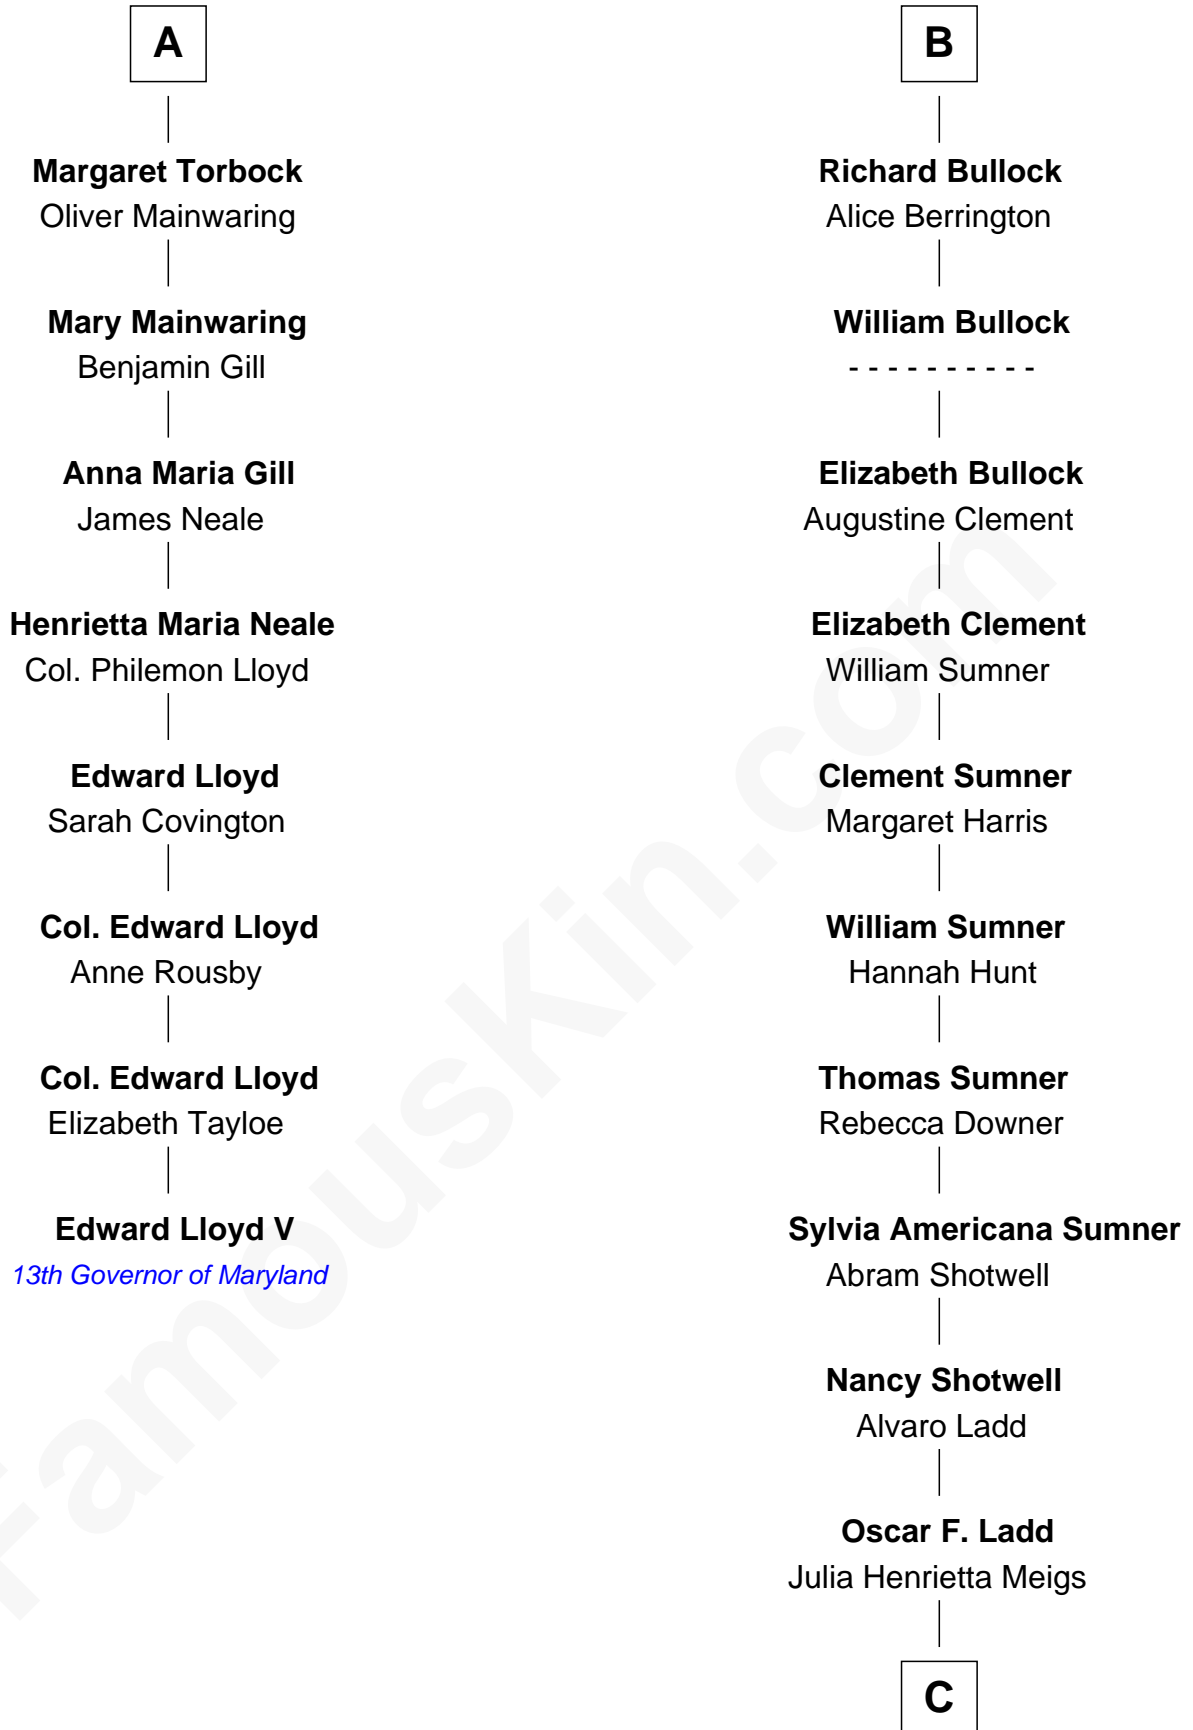 A
Margaret Torbock
Oliver Mainwaring
Mary Mainwaring
Benjamin Gill
Anna Maria Gill
James Neale
Henrietta Maria Neale
Col. Philemon Lloyd
Edward Lloyd
Sarah Covington
Col. Edward Lloyd
Anne Rousby
Col. Edward Lloyd
Elizabeth Tayloe
Edward Lloyd V
13th Governor of Maryland
B
Richard Bullock
Alice Berrington
William Bullock
- - - - - - - - - -
Elizabeth Bullock
Augustine Clement
Elizabeth Clement
William Sumner
Clement Sumner
Margaret Harris
William Sumner
Hannah Hunt
Thomas Sumner
Rebecca Downer
Sylvia Americana Sumner
Abram Shotwell
Nancy Shotwell
Alvaro Ladd
Oscar F. Ladd
Julia Henrietta Meigs
C
FamousKin.com